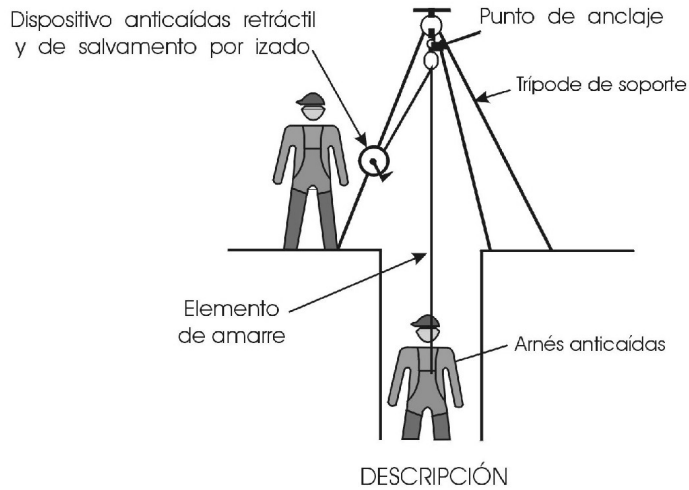 Dispositivo anticaídas retráctil
y de salvamento por izado
Punto de anclaje
Trípode de soporte
Elemento
de amarre
Arnés anticaídas
DESCRIPCIÓN